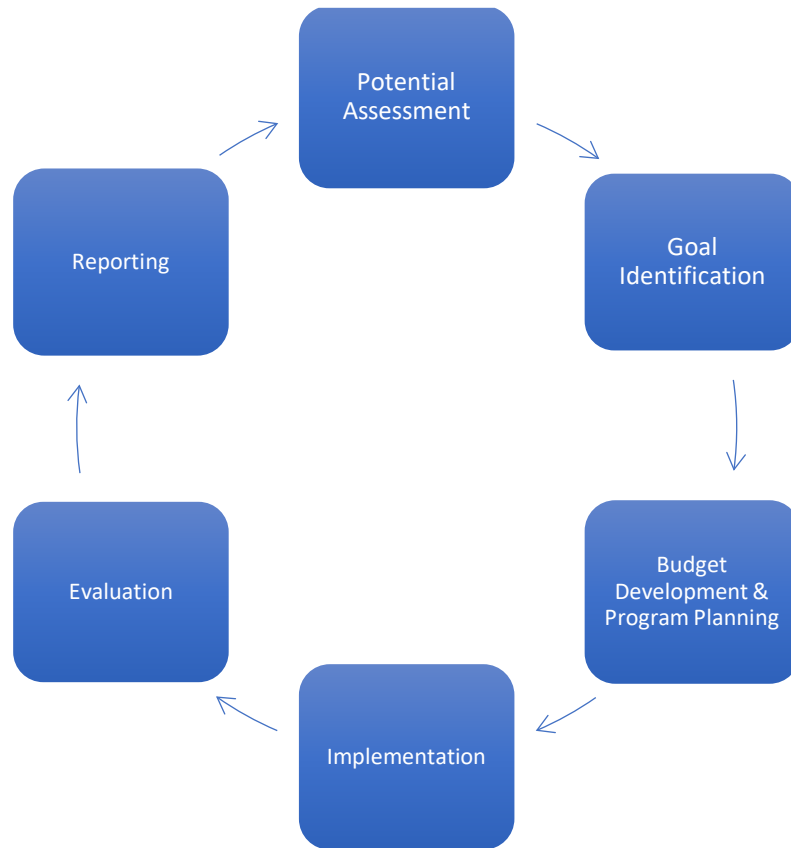 Potential
Assessment
Goal
Identification
Budget
Development &
Program Planning
Implementation
Evaluation
Reporting